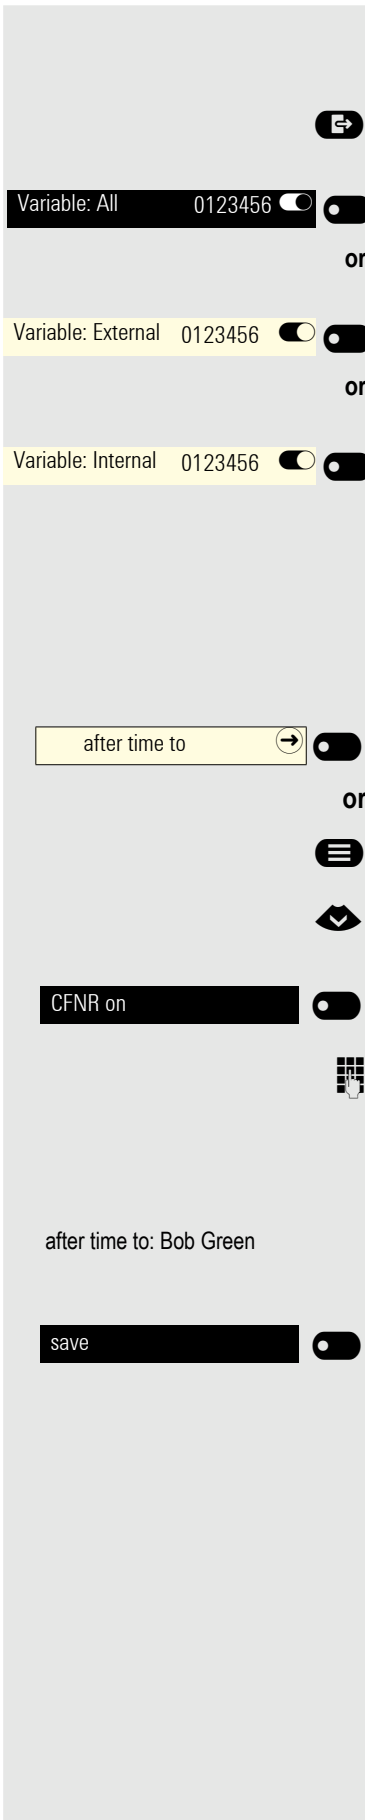 Variable: All 0123456
or
Variable: External 0123456
or
Variable: Internal 0123456
after time to
or
CFNR on
after time to: Bob Green
save